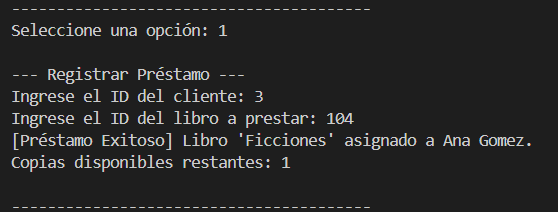 ----------------------------------------
Seleccione una opción: 1
--- Registrar Préstamo ---
Ingrese el ID del cliente: 3
Ingrese el ID del libro a prestar: 104
[Préstamo Exitoso] Libro 'Ficciones' asignado a Ana Gomez.
Copias disponibles restantes: 1
----------------------------------------